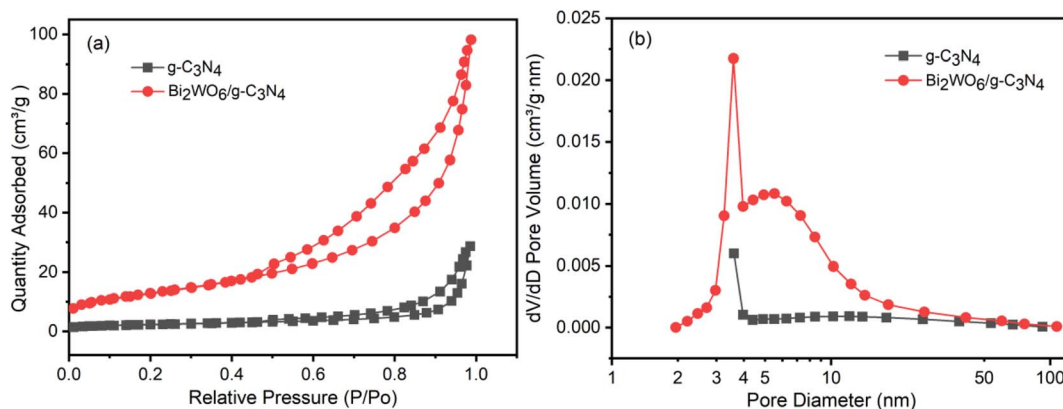 (a)
g-C₃N₄
Bi₂WO₆/g-C₃N₄
Quantity Adsorbed (cm³/g)
100
80
60
40
20
0
0.0 0.2 0.4 0.6 0.8 1.0
Relative Pressure (P/Po)
(b)
g-C₃N₄
Bi₂WO₆/g-C₃N₄
dV/dD Pore Volume (cm³/g·nm)
0.025
0.020
0.015
0.010
0.005
0.000
1 2 3 4 5 10 50 100
Pore Diameter (nm)